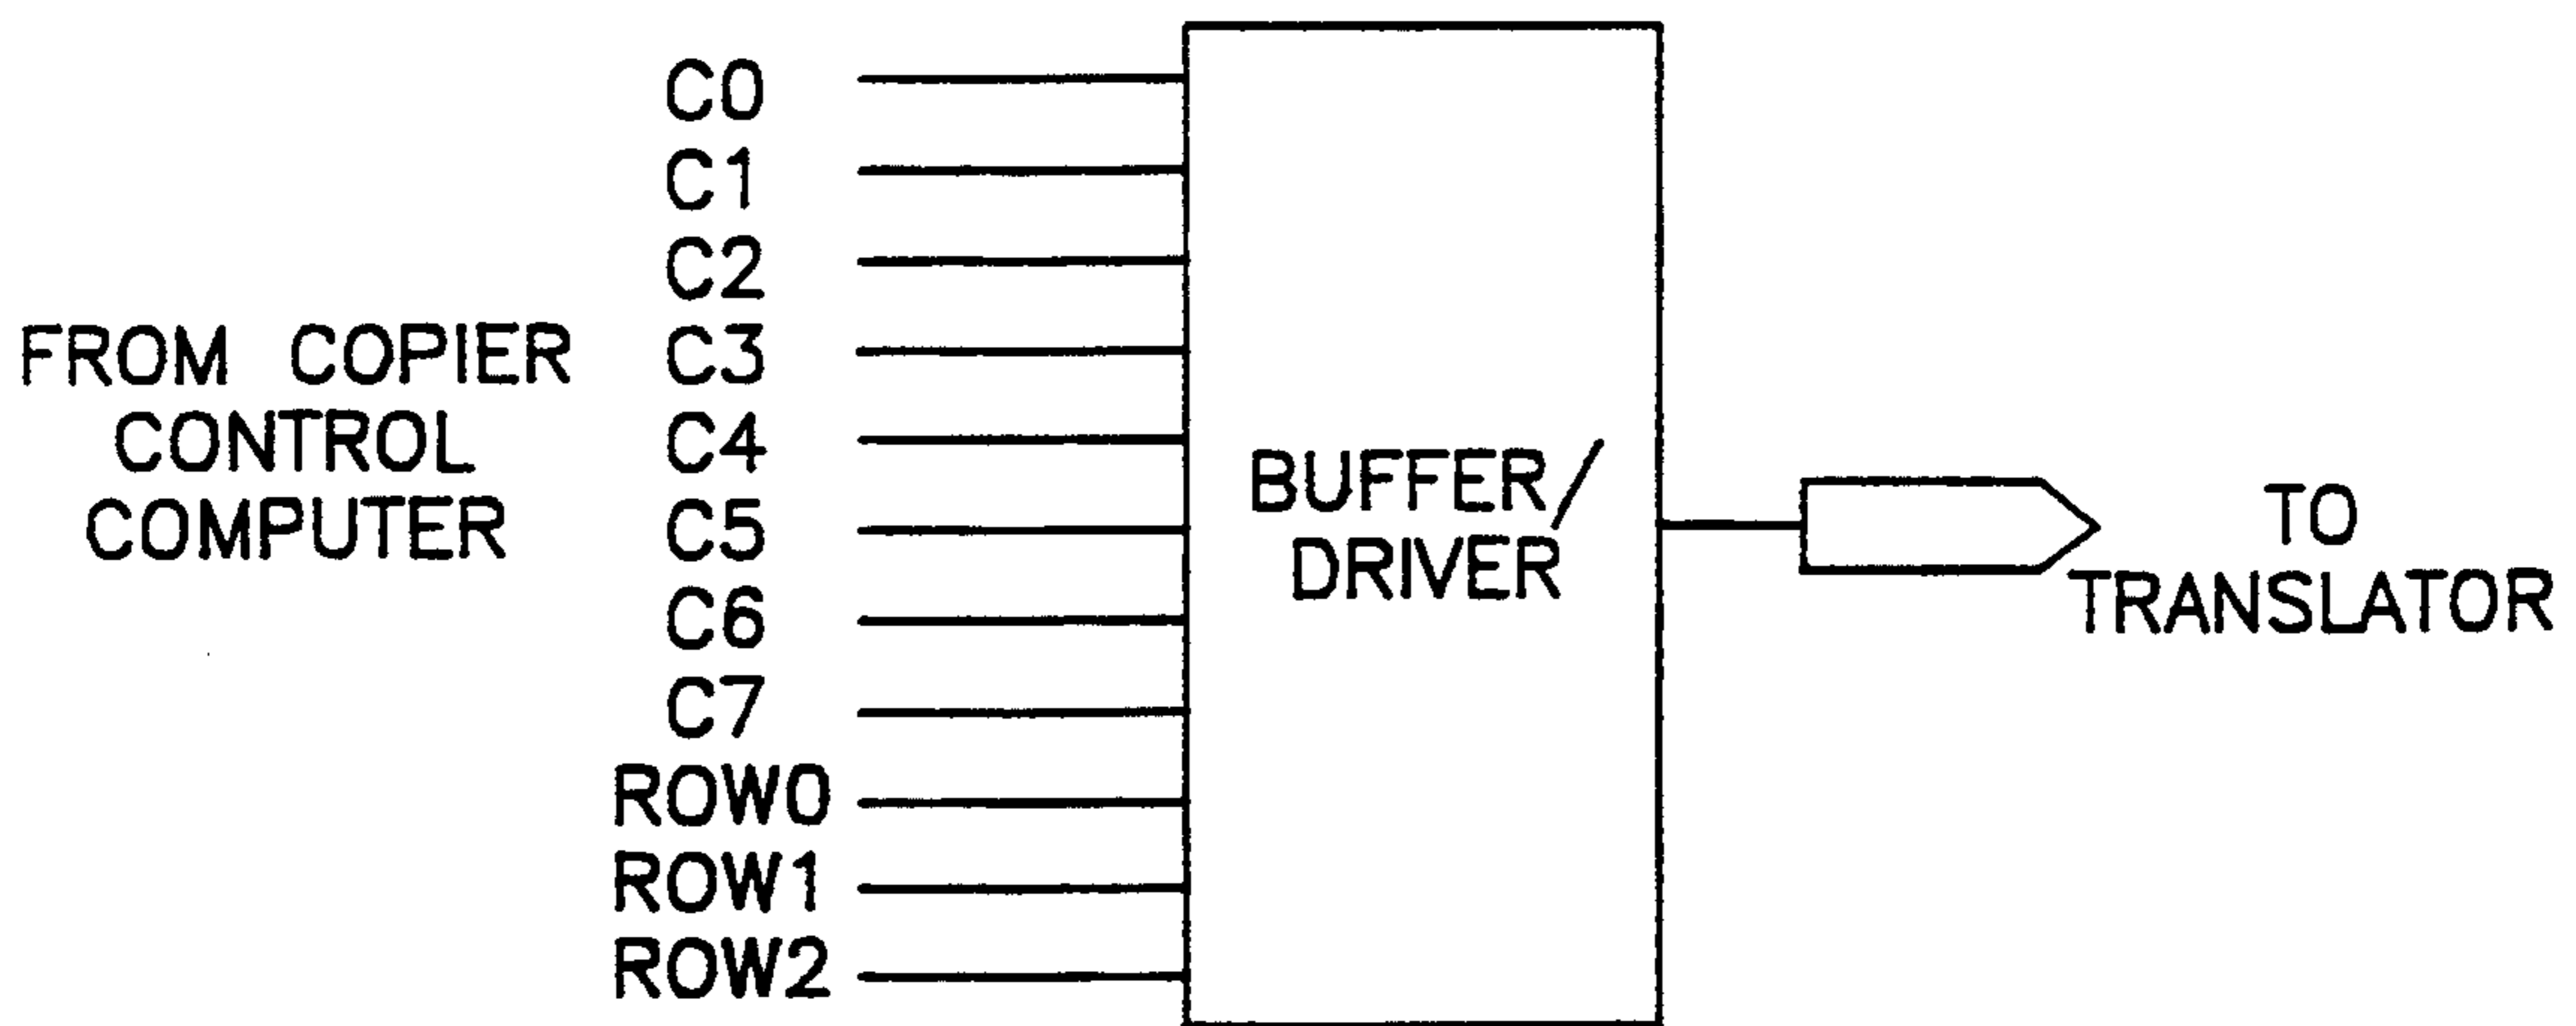 FROM COPIER
CONTROL
COMPUTER
C0
C1
C2
C3
C4
C5
C6
C7
ROW0
ROW1
ROW2
BUFFER/
DRIVER
TO
TRANSLATOR